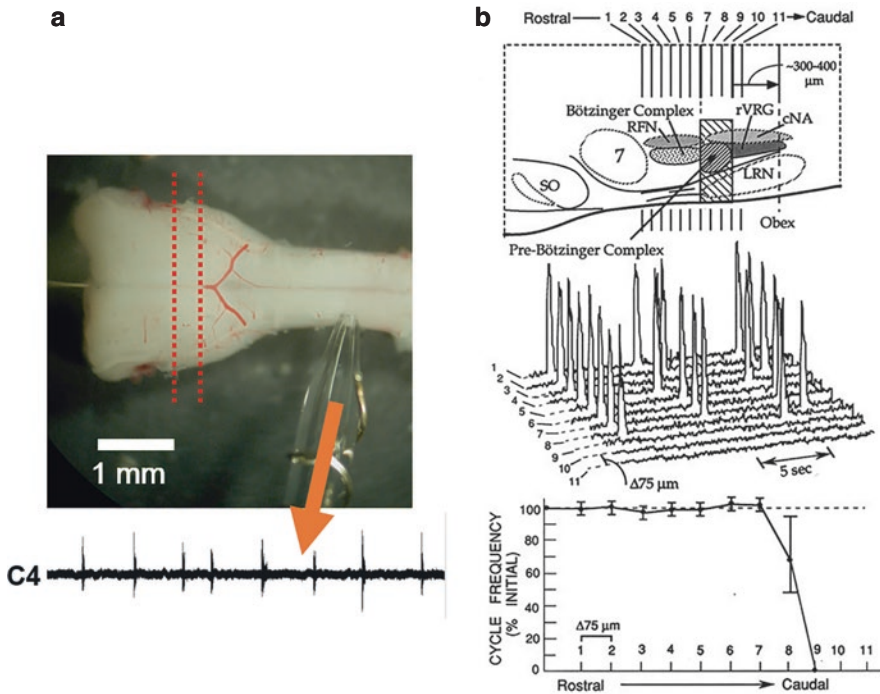 a
1 mm
C4
b
Rostral Caudal
1 2 3 4 5 6 7 8 9 10 11
~300-400
μm
rVRG
Bötzinger Complex
cNA
RFN
7
SO
LRN
Obex
Pre-Bötzinger Complex
1
2
3
4
5
6
7
8
9
10
11
5 sec
Δ75 μm
CYCLE FREQUENCY
(% INITIAL)
100
80
60
40
20
0
Δ75 μm
1 2 3 4 5 6 7 8 9 10 11
Rostral Caudal